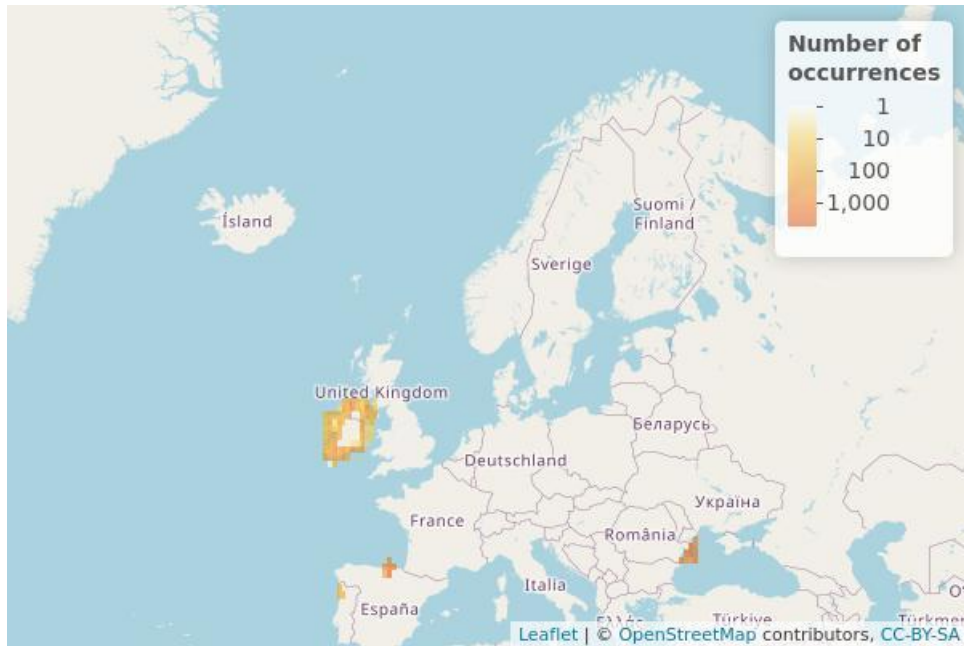 Number of
occurrences
1
10
100
1,000
Ísland
Suomi /
Finland
Sverige
United Kingdom
Беларусь
Deutschland
Україна
France
România
Italia
España
Türkiye
Leaflet | © OpenStreetMap contributors, CC-BY-SA